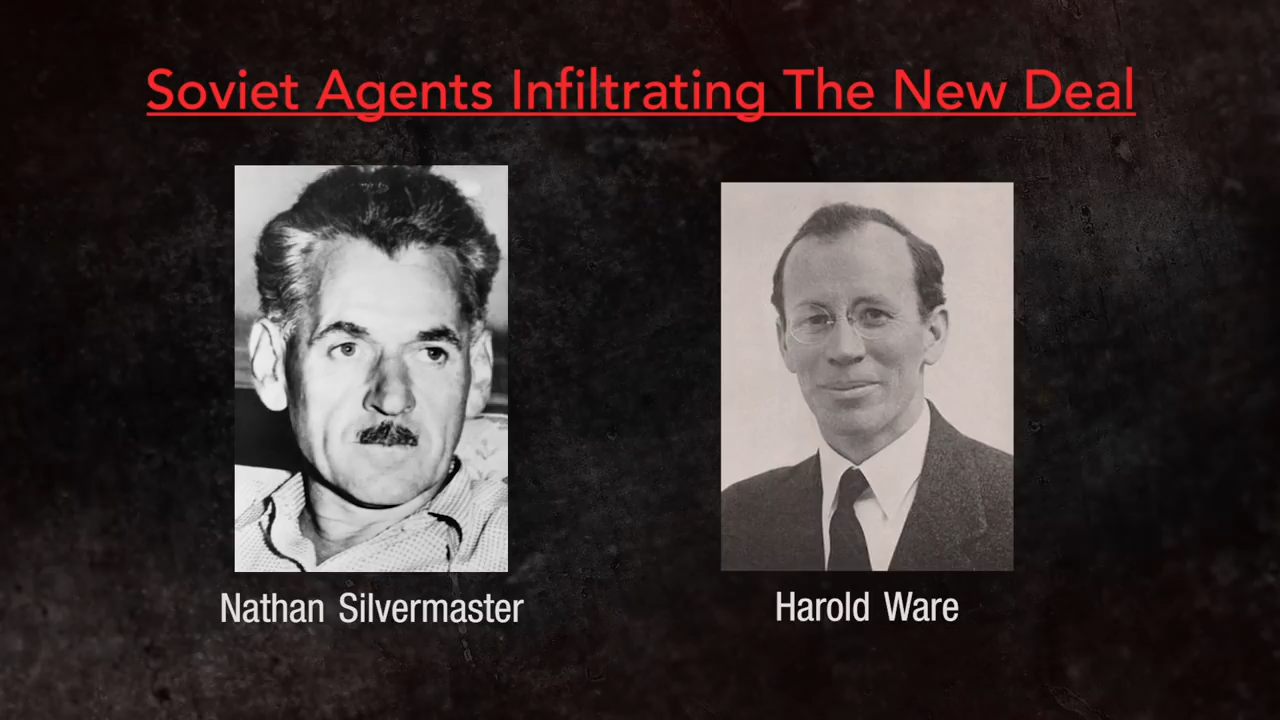 Soviet Agents Infiltrating The New Deal
Nathan Silvermaster
Harold Ware